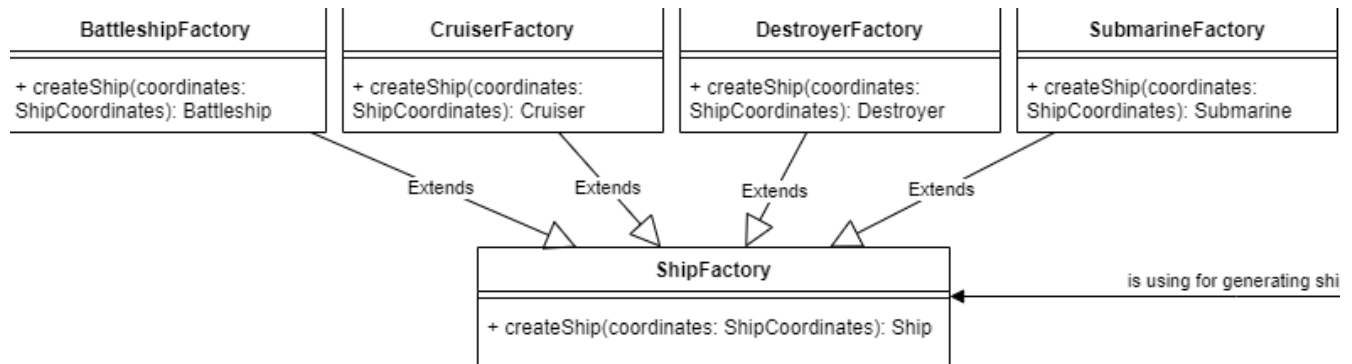 BattleshipFactory
+ createShip(coordinates:
ShipCoordinates): Battleship
CruiserFactory
+ createShip(coordinates:
ShipCoordinates): Cruiser
DestroyerFactory
+ createShip(coordinates:
ShipCoordinates): Destroyer
SubmarineFactory
+ createShip(coordinates:
ShipCoordinates): Submarine
Extends
Extends
Extends
Extends
ShipFactory
+ createShip(coordinates: ShipCoordinates): Ship
is using for generating shi